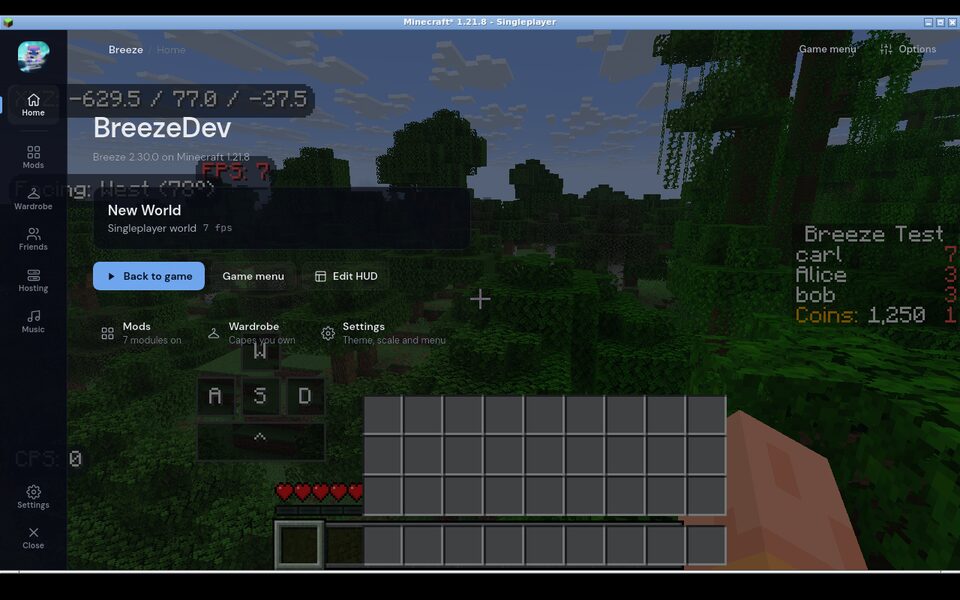 Minecraft* 1.21.8 - Singleplayer
Breeze / Home
Game menu
Options
Home
-629.5 / 77.0 / -37.5
BreezeDev
Breeze 2.30.0 on Minecraft 1.21.8
FPS: 7
Mods
Facing: West (78°)
Wardrobe
New World
Singleplayer world 7 fps
Friends
Breeze Test
carl 7
Alice 3
bob 3
Coins: 1,250 1
Back to game
Game menu
Edit HUD
Hosting
Music
Mods
7 modules on
Wardrobe
Capes you own
Settings
Theme, scale and menu
W
A S D
^
CPS: 0
Settings
Close